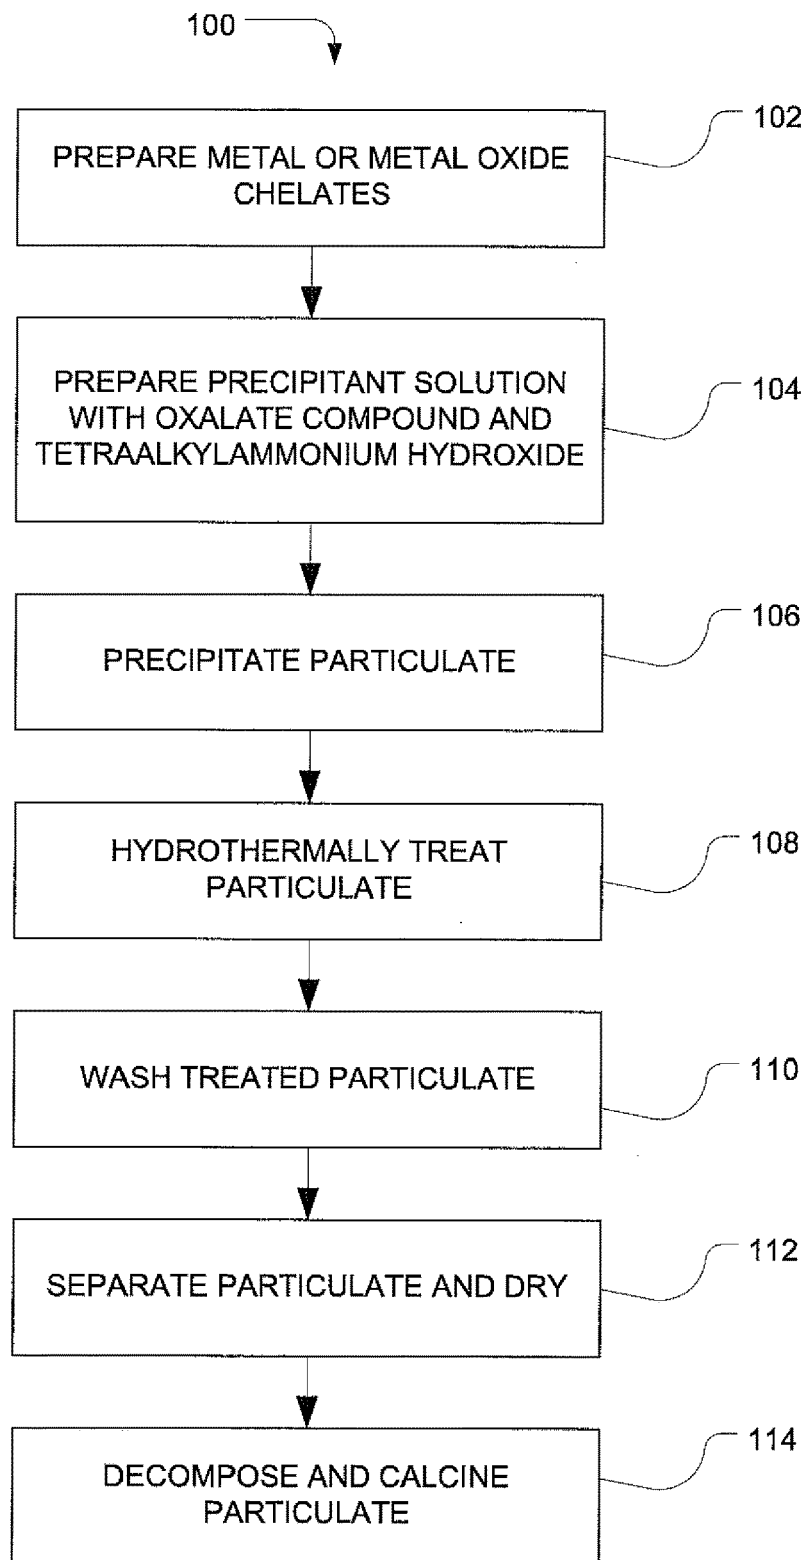 100
PREPARE METAL OR METAL OXIDE
CHELATES
102
PREPARE PRECIPITANT SOLUTION
WITH OXALATE COMPOUND AND
TETRAALKYLAMMONIUM HYDROXIDE
104
PRECIPITATE PARTICULATE
106
HYDROTHERMALLY TREAT
PARTICULATE
108
WASH TREATED PARTICULATE
110
SEPARATE PARTICULATE AND DRY
112
DECOMPOSE AND CALCINE
PARTICULATE
114